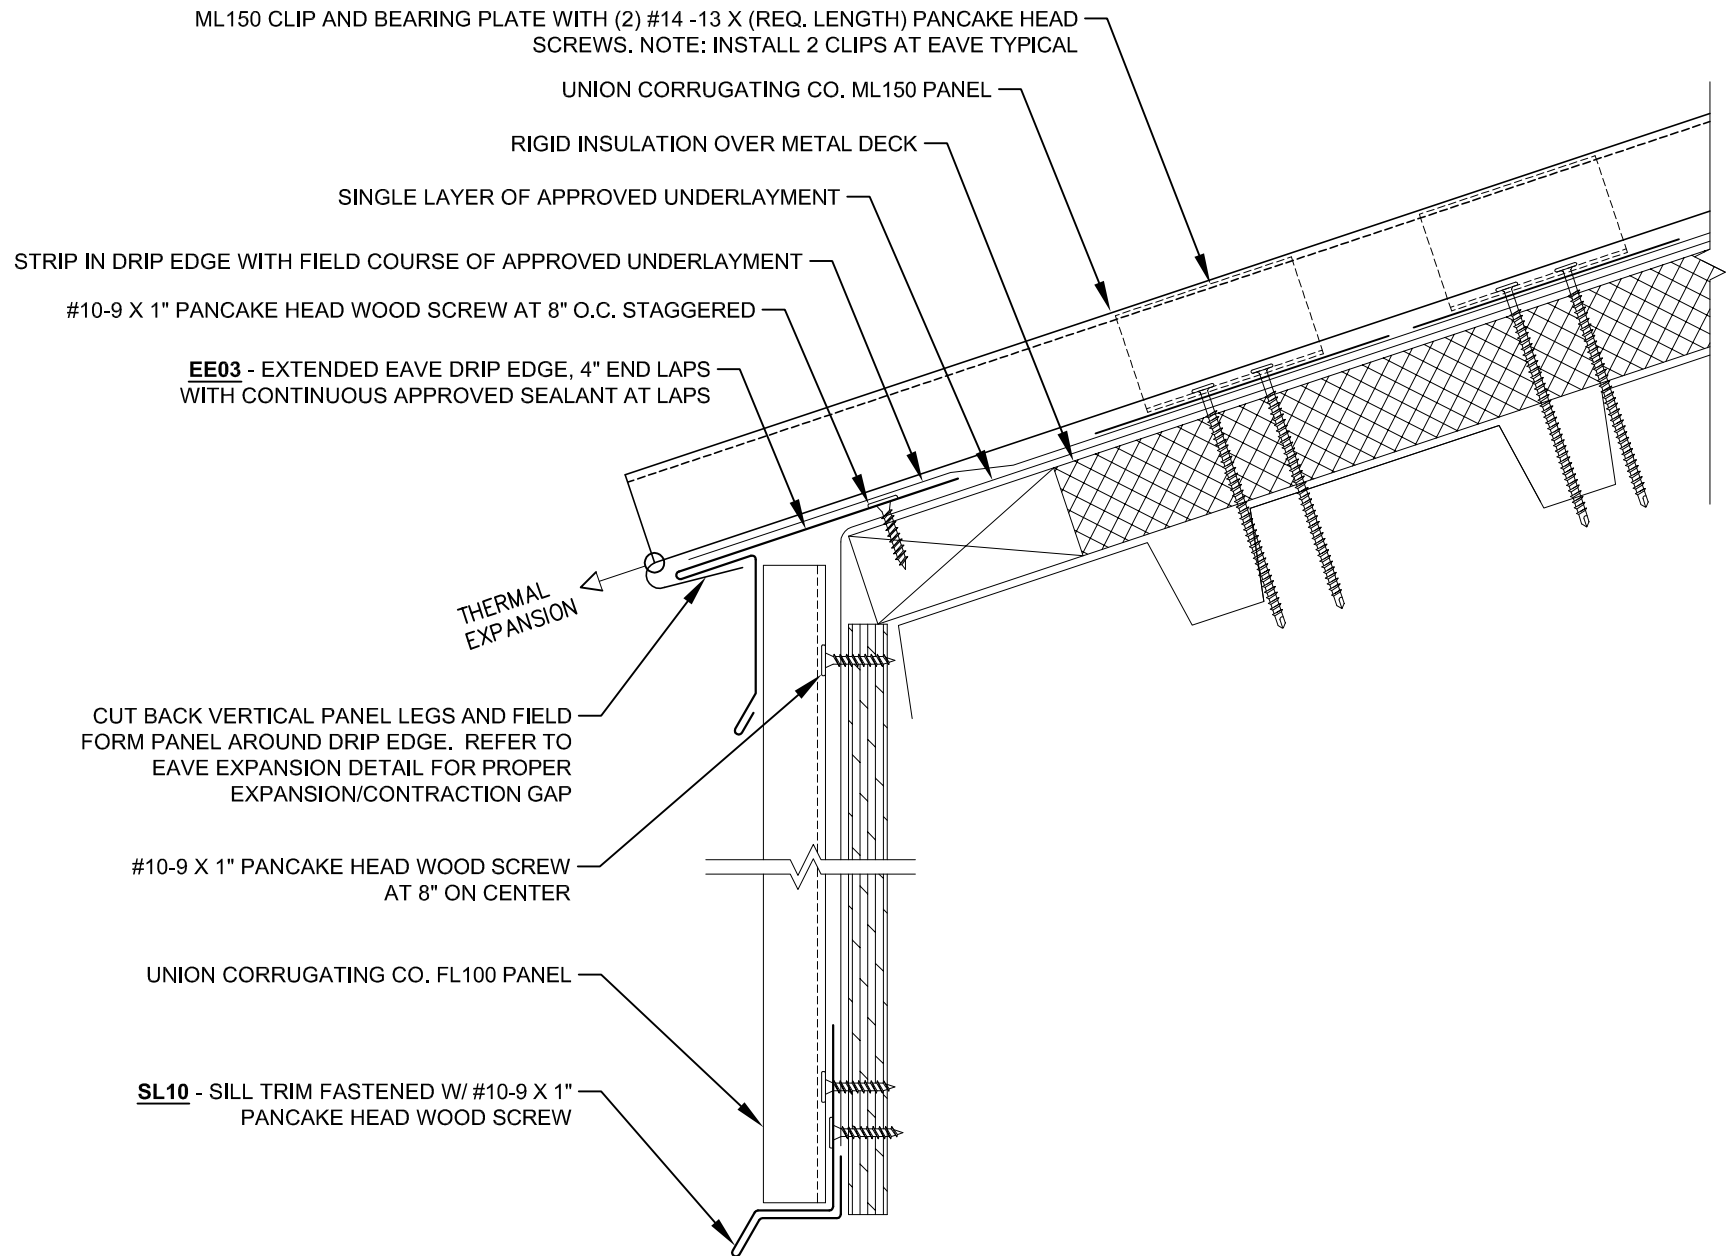 ML150 CLIP AND BEARING PLATE WITH (2) #14 -13 X (REQ. LENGTH) PANCAKE HEAD
SCREWS. NOTE: INSTALL 2 CLIPS AT EAVE TYPICAL
UNION CORRUGATING CO. ML150 PANEL
RIGID INSULATION OVER METAL DECK
SINGLE LAYER OF APPROVED UNDERLAYMENT
STRIP IN DRIP EDGE WITH FIELD COURSE OF APPROVED UNDERLAYMENT
#10-9 X 1" PANCAKE HEAD WOOD SCREW AT 8" O.C. STAGGERED
EE03 - EXTENDED EAVE DRIP EDGE, 4" END LAPS
WITH CONTINUOUS APPROVED SEALANT AT LAPS
THERMAL
EXPANSION
CUT BACK VERTICAL PANEL LEGS AND FIELD
FORM PANEL AROUND DRIP EDGE. REFER TO
EAVE EXPANSION DETAIL FOR PROPER
EXPANSION/CONTRACTION GAP
#10-9 X 1" PANCAKE HEAD WOOD SCREW
AT 8" ON CENTER
UNION CORRUGATING CO. FL100 PANEL
SL10 - SILL TRIM FASTENED W/ #10-9 X 1"
PANCAKE HEAD WOOD SCREW